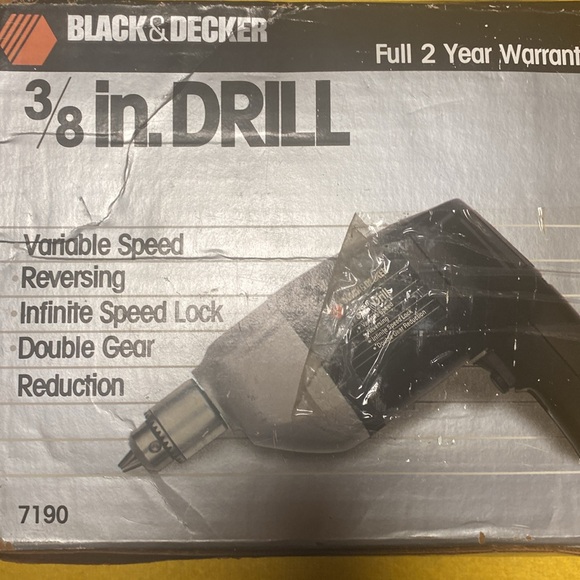 BLACK&DECKER
Full 2 Year Warrant
3/8 in. DRILL
Variable Speed
Reversing
·Infinite Speed Lock
·Double Gear
Reduction
7190